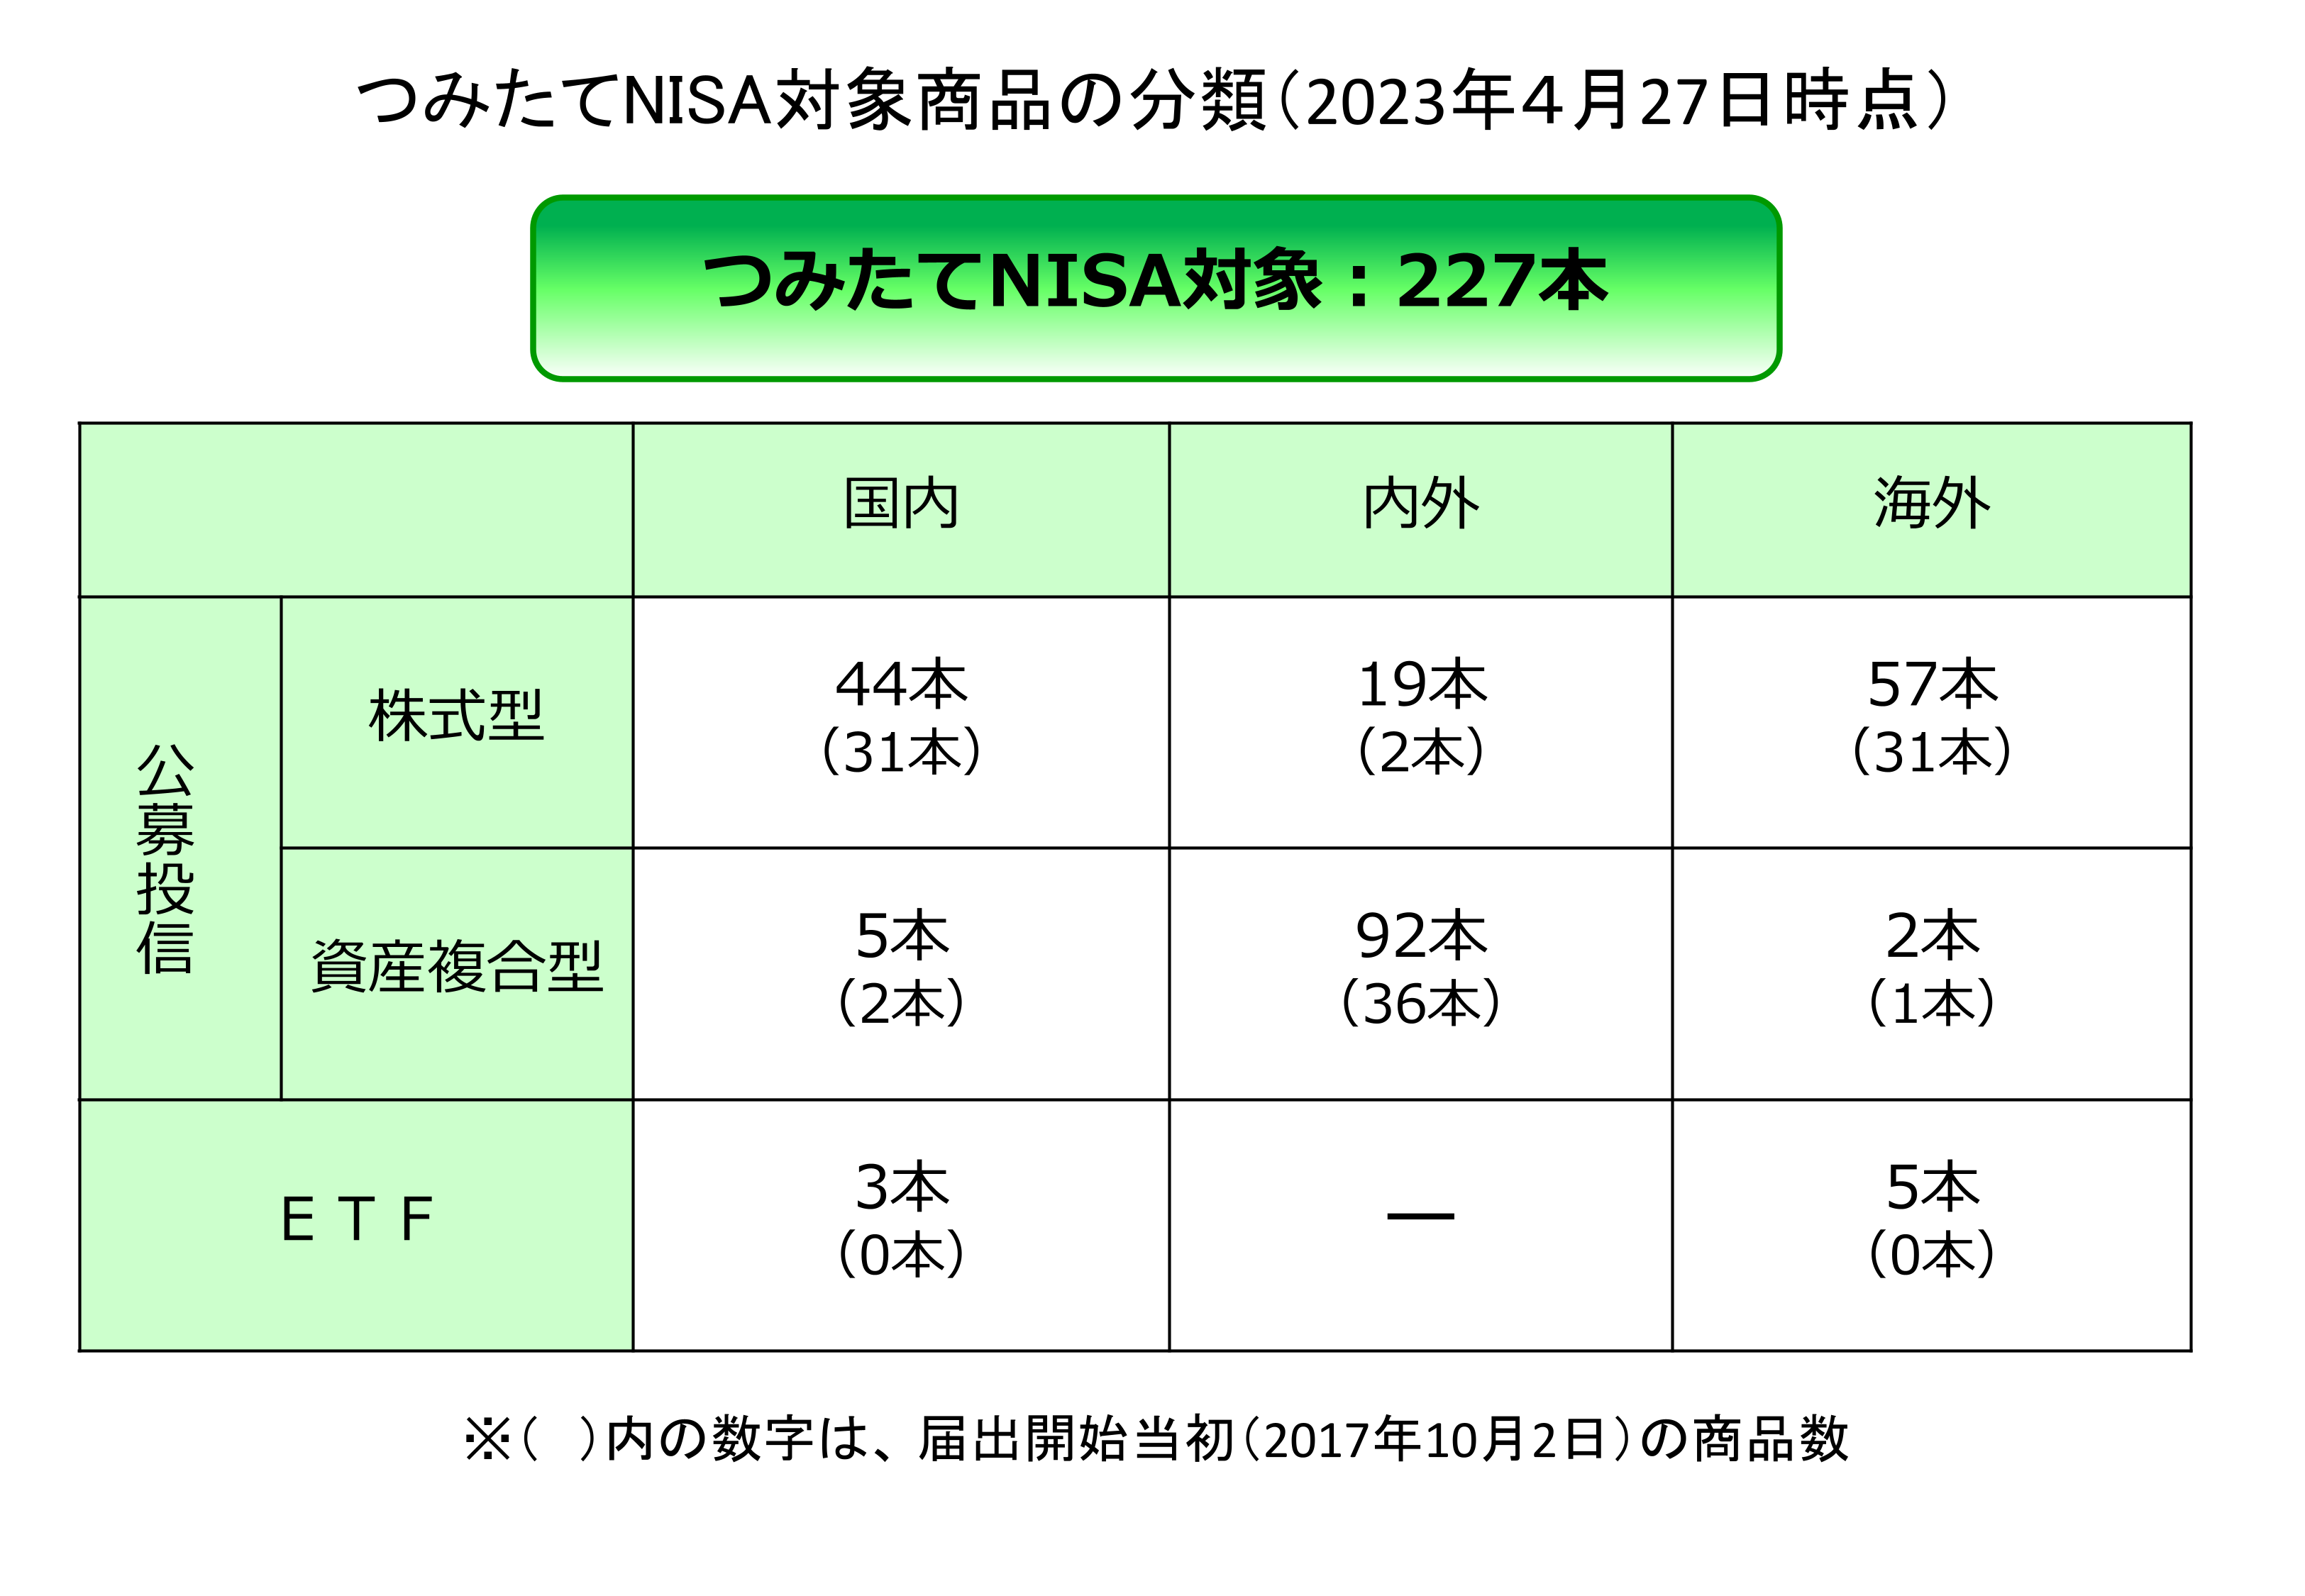 つみたてNISA対象商品の分類（2023年４月27日時点）
つみたてNISA対象：227本
国内 内外 海外
公募投信
株式型
44本 19本 57本
（31本） （2本） （31本）
資産複合型
5本 92本 2本
（2本） （36本） （1本）
ＥＴＦ
3本 ― 5本
（0本） （0本）
※（　）内の数字は、届出開始当初（2017年10月2日）の商品数